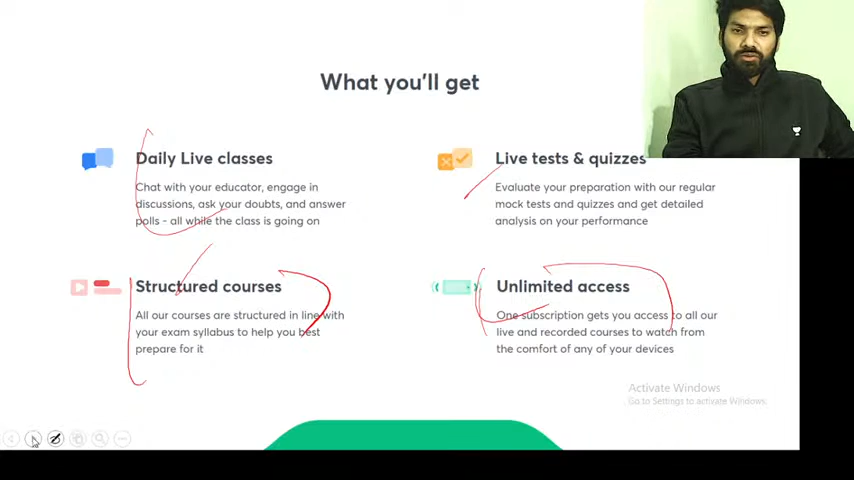 What you'll get
Daily Live classes
Chat with your educator, engage in
discussions, ask your doubts, and answer
polls - all while the class is going on
Live tests & quizzes
Evaluate your preparation with our regular
mock tests and quizzes and get detailed
analysis on your performance
Structured courses
All our courses are structured in line with
your exam syllabus to help you best
prepare for it
Unlimited access
One subscription gets you access to all our
live and recorded courses to watch from
the comfort of any of your devices
Activate Windows
Go to Settings to activate Windows.